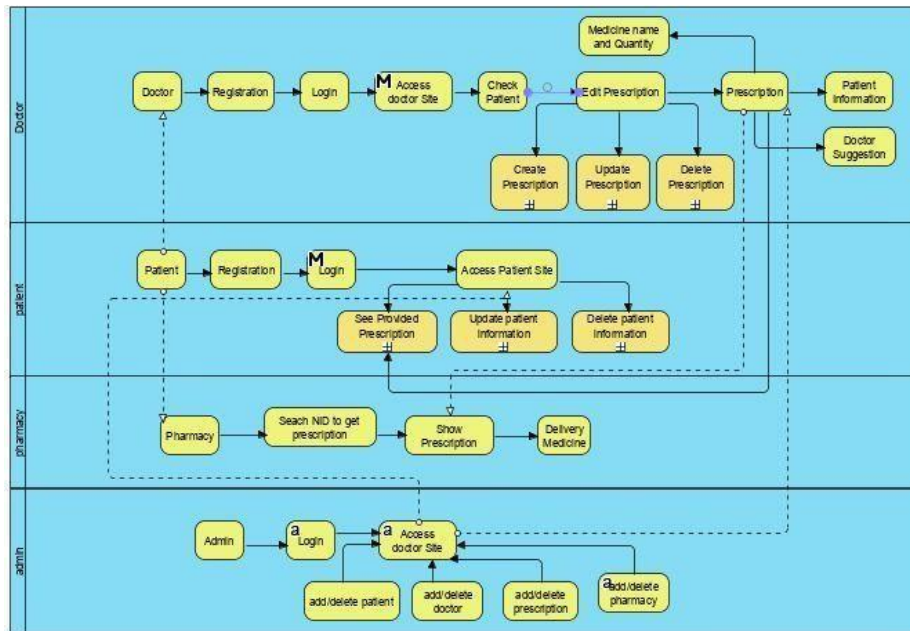 Doctor
Medicine name
and Quantity
Doctor
Registration
Login
M
Access
doctor Site
Check
Patient
Edit Prescription
Prescription
Patient
Information
Doctor
Suggestion
Create
Prescription
Update
Prescription
Delete
Prescription
patient
Patient
Registration
M
Login
Access Patient Site
See Provided
Prescription
Update patient
Information
Delete patient
Information
pharmacy
Pharmacy
Seach NID to get
prescription
Show
Prescription
Delivery
Medicine
admin
Admin
a
Login
a
Access
doctor Site
add/delete patient
add/delete
doctor
add/delete
prescription
a
add/delete
pharmacy